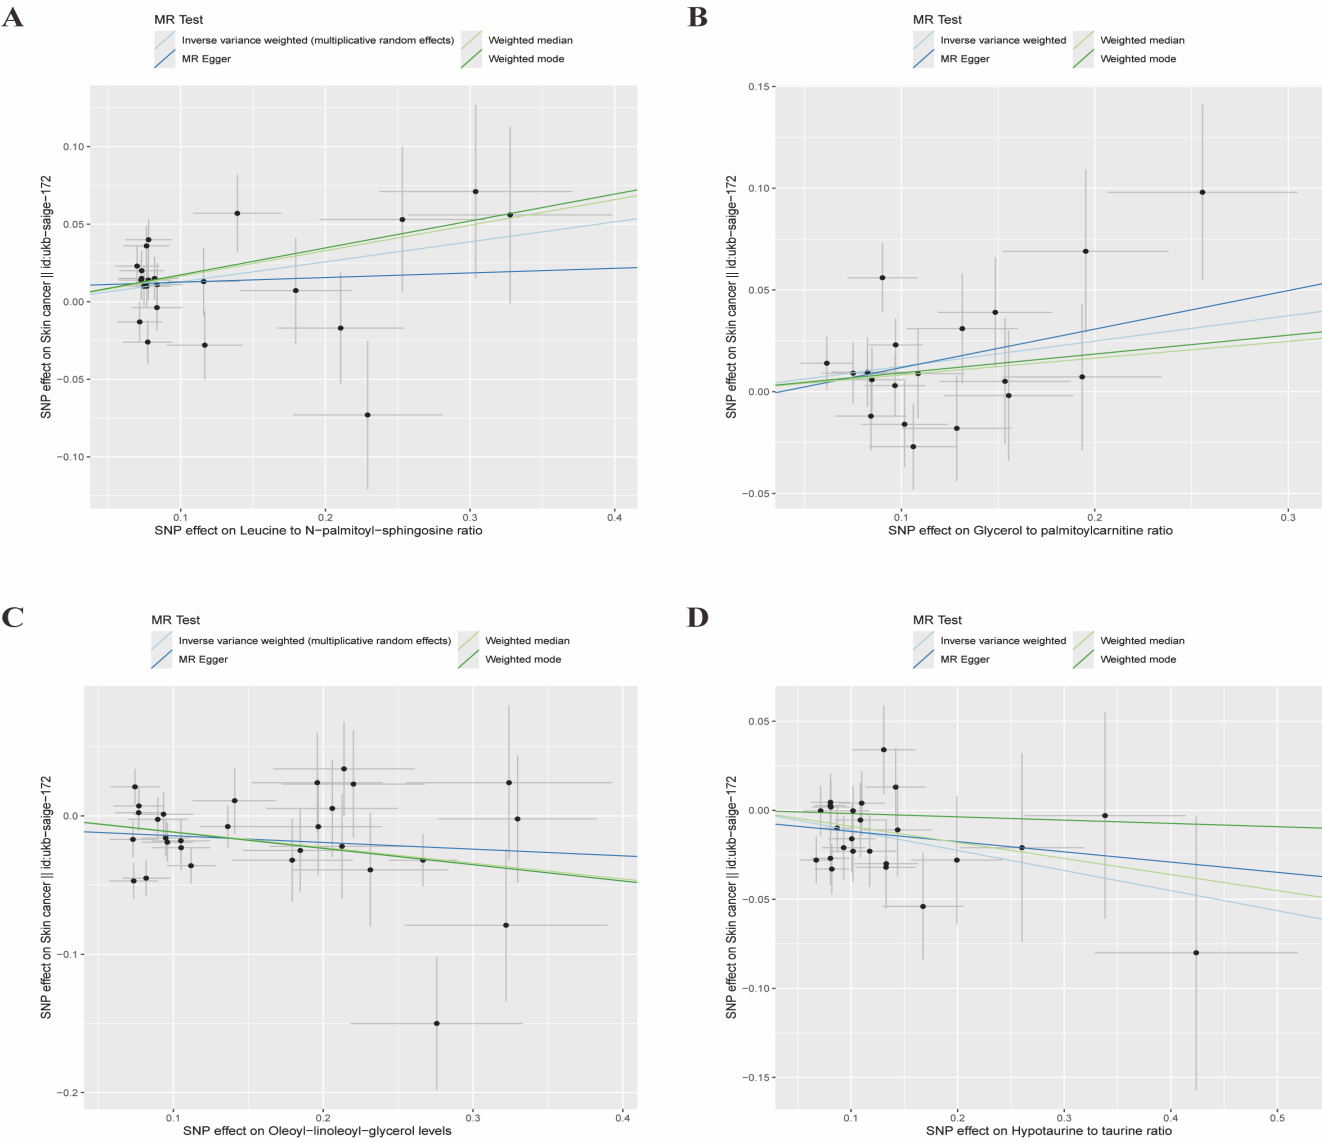 A
MR Test
Inverse variance weighted (multiplicative random effects)
Weighted median
MR Egger
Weighted mode
0.10
0.05
0.00
−0.05
−0.10
SNP effect on Skin cancer || id:ukb−saige−172
0.1
0.2
0.3
0.4
SNP effect on Leucine to N−palmitoyl−sphingosine ratio
B
MR Test
Inverse variance weighted
Weighted median
MR Egger
Weighted mode
0.15
0.10
0.05
0.00
−0.05
SNP effect on Skin cancer || id:ukb−saige−172
0.1
0.2
0.3
SNP effect on Glycerol to palmitoylcarnitine ratio
C
MR Test
Inverse variance weighted (multiplicative random effects)
Weighted median
MR Egger
Weighted mode
0.0
−0.1
−0.2
SNP effect on Skin cancer || id:ukb−saige−172
0.1
0.2
0.3
0.4
SNP effect on Oleoyl−linoleoyl−glycerol levels
D
MR Test
Inverse variance weighted
Weighted median
MR Egger
Weighted mode
0.05
0.00
−0.05
−0.10
−0.15
SNP effect on Skin cancer || id:ukb−saige−172
0.1
0.2
0.3
0.4
0.5
SNP effect on Hypotaurine to taurine ratio